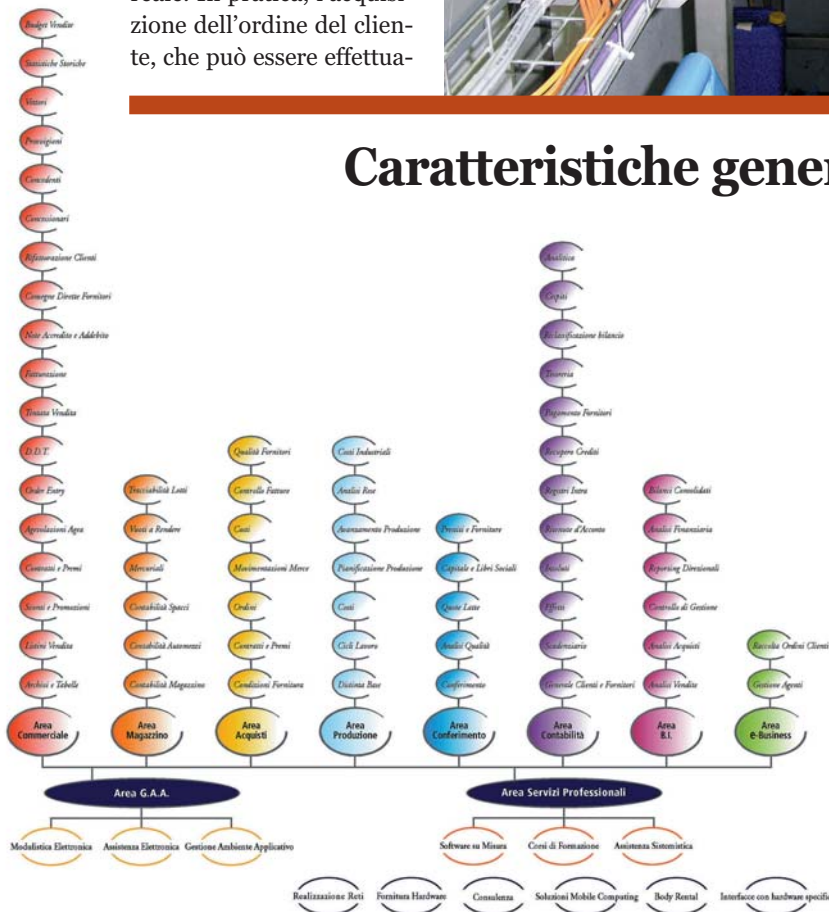 reale. In pratica, l'acquisi-
zione dell'ordine del clien-
te, che può essere effettua-
Caratteristiche gener
Budget Vendite
Statistiche Storiche
Vettori
Provvigioni
Concedenti
Concessionari
Rifatturazione Clienti
Consegne Dirette Fornitori
Note Accredito e Addebito
Fatturazione
Tentata Vendita
D.D.T.
Order Entry
Agevolazioni Agea
Contratti e Premi
Sconti e Promozioni
Listini Vendita
Archivi e Tabelle
Area
Commerciale
Tracciabilità Lotti
Vuoti a Rendere
Mercuriali
Contabilità Spacci
Contabilità Automezzi
Contabilità Magazzino
Area
Magazzino
Qualità Fornitori
Controllo Fatture
Costi
Movimentazioni Merce
Ordini
Contratti e Premi
Condizioni Fornitura
Area
Acquisti
Costi Industriali
Analisi Rese
Avanzamento Produzione
Pianificazione Produzione
Costi
Cicli Lavoro
Distinta Base
Area
Produzione
Prestiti e Forniture
Capitale e Libri Sociali
Quote Latte
Analisi Qualità
Conferimento
Area
Conferimento
Analitica
Cespiti
Riclassificazione bilancio
Tesoreria
Pagamento Fornitori
Recupero Crediti
Registri Intra
Ritenute d'Acconto
Insoluti
Effetti
Scadenziario
Generale Clienti e Fornitori
Area
Contabilità
Bilanci Consolidati
Analisi Finanziaria
Reporting Direzionali
Controllo di Gestione
Analisi Acquisti
Analisi Vendite
Area
B.I.
Raccolta Ordini Clienti
Gestione Agenti
Area
e-Business
Area G.A.A.
Modulistica Elettronica
Assistenza Elettronica
Gestione Ambiente Applicativo
Area Servizi Professionali
Software su Misura
Corsi di Formazione
Assistenza Sistemistica
Realizzazione Reti
Fornitura Hardware
Consulenza
Soluzioni Mobile Computing
Body Rental
Interfacce con hardware specific